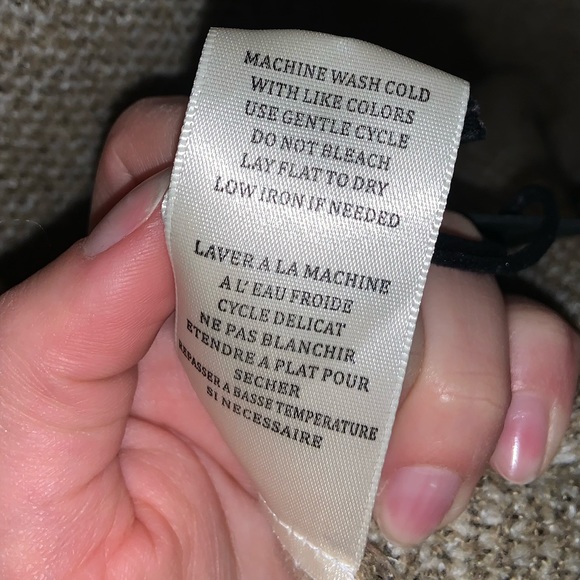 MACHINE WASH COLD
WITH LIKE COLORS
USE GENTLE CYCLE
DO NOT BLEACH
LAY FLAT TO DRY
LOW IRON IF NEEDED
LAVER A LA MACHINE
A L' EAU FROIDE
CYCLE DELICAT
NE PAS BLANCHIR
ETENDRE A PLAT POUR
SECHER
REPASSER A BASSE TEMPERATURE
SI NECESSAIRE